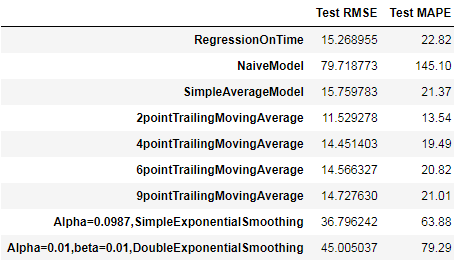 Test RMSE Test MAPE
RegressionOnTime 15.268955 22.82
NaiveModel 79.718773 145.10
SimpleAverageModel 15.759783 21.37
2pointTrailingMovingAverage 11.529278 13.54
4pointTrailingMovingAverage 14.451403 19.49
6pointTrailingMovingAverage 14.566327 20.82
9pointTrailingMovingAverage 14.727630 21.01
Alpha=0.0987,SimpleExponentialSmoothing 36.796242 63.88
Alpha=0.01,beta=0.01,DoubleExponentialSmoothing 45.005037 79.29